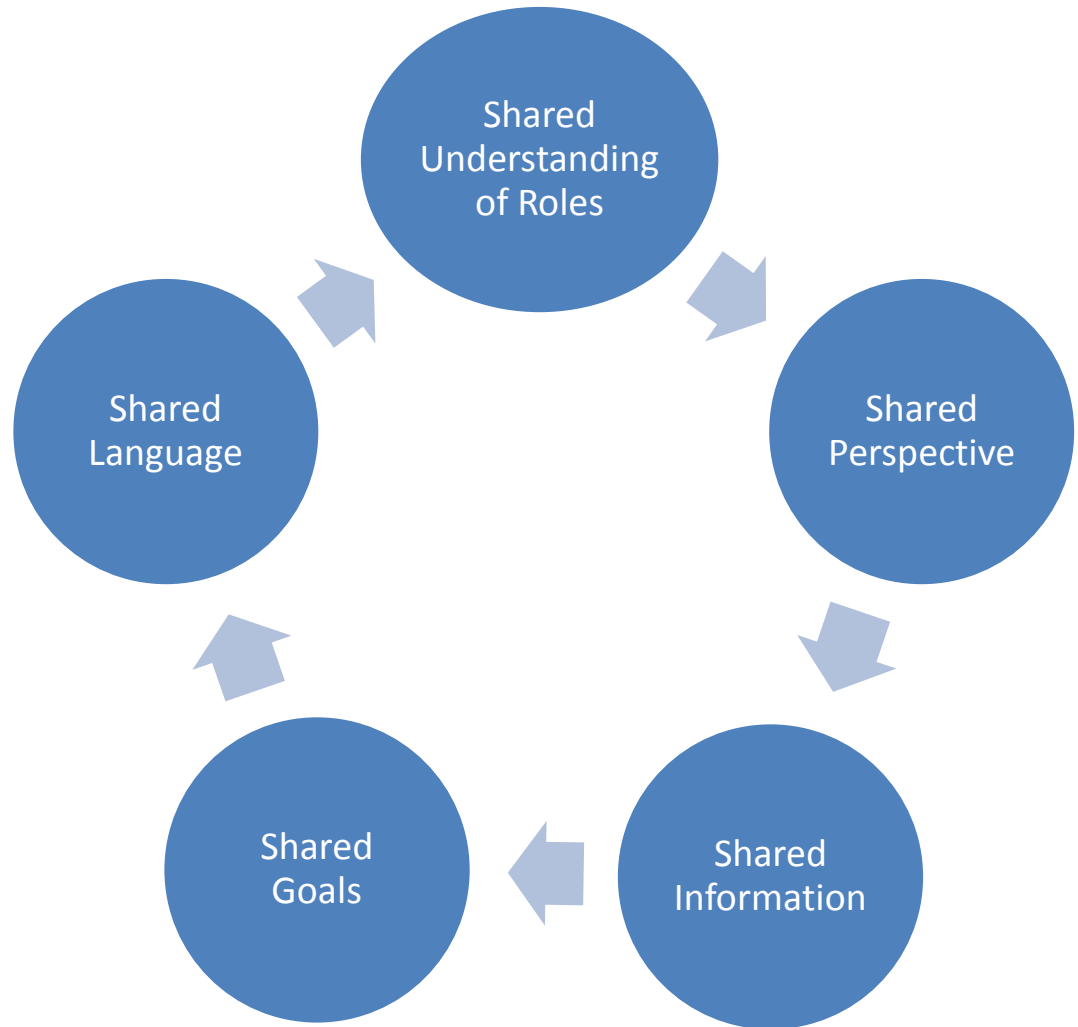 Shared
Understanding
of Roles
Shared
Perspective
Shared
Information
Shared
Goals
Shared
Language